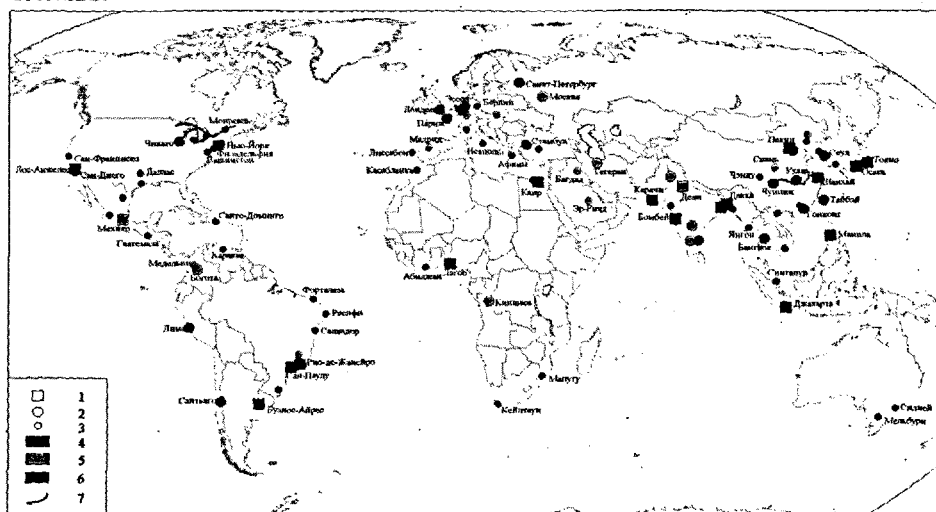 Санкт-Петербург
Москва
Лондон
Берлин
Париж
Монреаль
Чикаго
Нью-Йорк
Филадельфия
Вашингтон
Сан-Франциско
Лос-Анджелес
Сан-Диего
Даллас
Мадрид
Лиссабон
Касабланка
Неаполь
Афины
Стамбул
Тегеран
Багдад
Каир
Эр-Рияд
Карачи
Дели
Дакка
Бомбей
Пекин
Сеул
Токио
Осака
Сиань
Чэнду
Ухань
Шанхай
Чунцин
Тайбэй
Гонконг
Янгон
Бангкок
Манила
Сингапур
Джакарта
Мехико
Гватемала
Санто-Доминго
Каракас
Медельин
Богота
Абиджан
Лагос
Киншаса
Форталеза
Ресифи
Салвадор
Лима
Рио-де-Жанейро
Сан-Паулу
Сантьяго
Буэнос-Айрес
Мапуту
Кейптаун
Сидней
Мельбурн
1
2
3
4
5
6
7